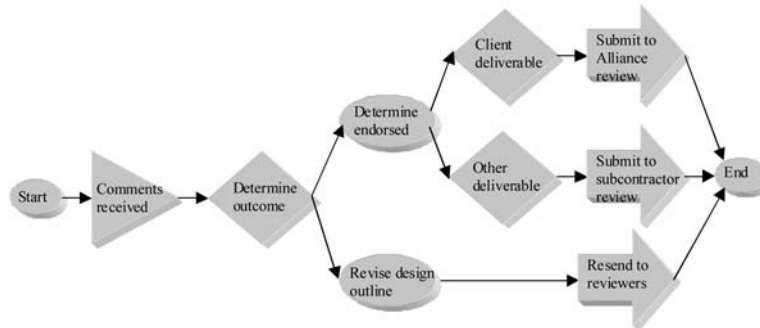 Start
Comments
received
Determine
outcome
Determine
endorsed
Client
deliverable
Submit to
Alliance
review
Other
deliverable
Submit to
subcontractor
review
Revise design
outline
Resend to
reviewers
End